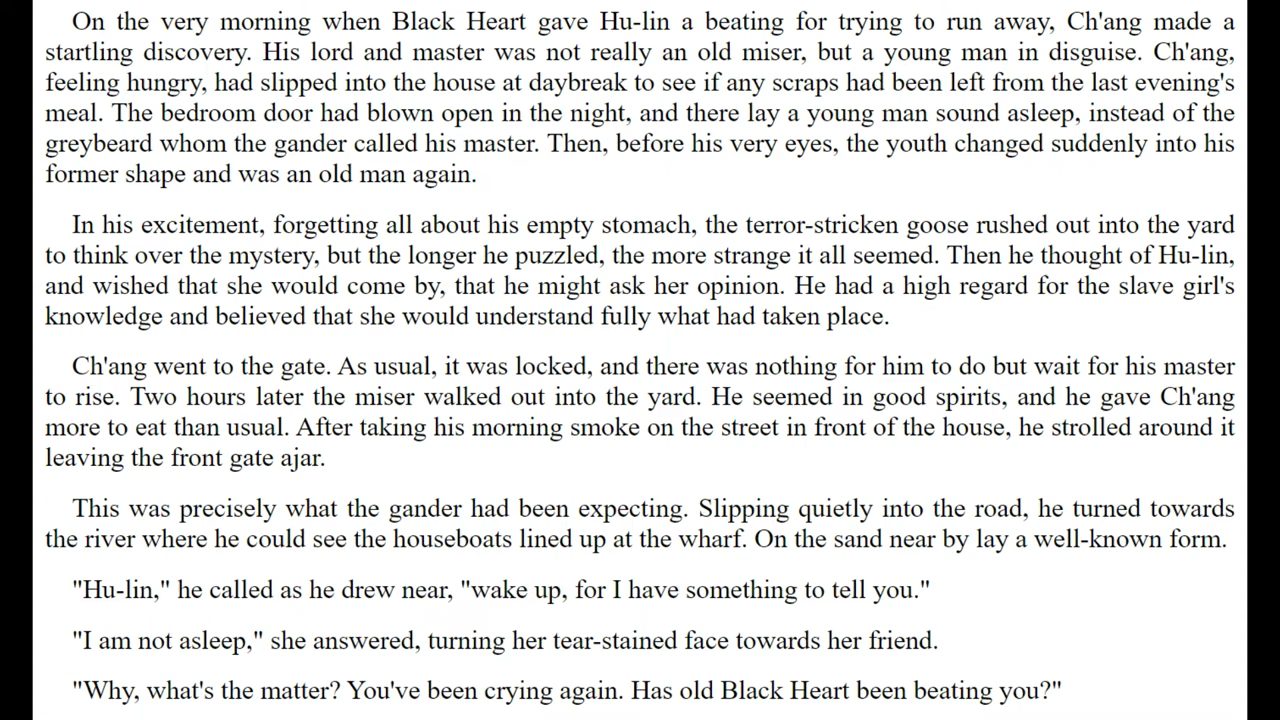 On the very morning when Black Heart gave Hu-lin a beating for trying to run away, Ch'ang made a
startling discovery. His lord and master was not really an old miser, but a young man in disguise. Ch'ang,
feeling hungry, had slipped into the house at daybreak to see if any scraps had been left from the last evening's
meal. The bedroom door had blown open in the night, and there lay a young man sound asleep, instead of the
greybeard whom the gander called his master. Then, before his very eyes, the youth changed suddenly into his
former shape and was an old man again.
In his excitement, forgetting all about his empty stomach, the terror-stricken goose rushed out into the yard
to think over the mystery, but the longer he puzzled, the more strange it all seemed. Then he thought of Hu-lin,
and wished that she would come by, that he might ask her opinion. He had a high regard for the slave girl's
knowledge and believed that she would understand fully what had taken place.
Ch'ang went to the gate. As usual, it was locked, and there was nothing for him to do but wait for his master
to rise. Two hours later the miser walked out into the yard. He seemed in good spirits, and he gave Ch'ang
more to eat than usual. After taking his morning smoke on the street in front of the house, he strolled around it
leaving the front gate ajar.
This was precisely what the gander had been expecting. Slipping quietly into the road, he turned towards
the river where he could see the houseboats lined up at the wharf. On the sand near by lay a well-known form.
"Hu-lin," he called as he drew near, "wake up, for I have something to tell you."
"I am not asleep," she answered, turning her tear-stained face towards her friend.
"Why, what's the matter? You've been crying again. Has old Black Heart been beating you?"